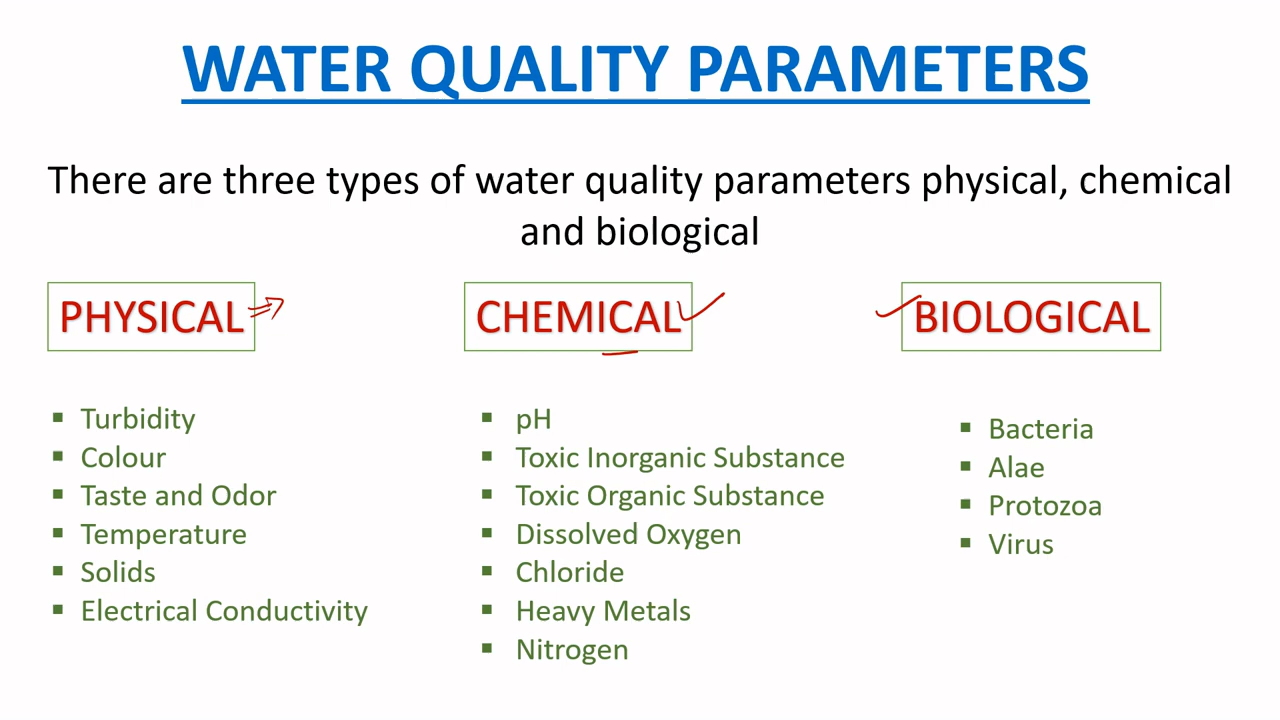 WATER QUALITY PARAMETERS
There are three types of water quality parameters physical, chemical
and biological
PHYSICAL
Turbidity
Colour
Taste and Odor
Temperature
Solids
Electrical Conductivity
CHEMICAL
pH
Toxic Inorganic Substance
Toxic Organic Substance
Dissolved Oxygen
Chloride
Heavy Metals
Nitrogen
BIOLOGICAL
Bacteria
Alae
Protozoa
Virus